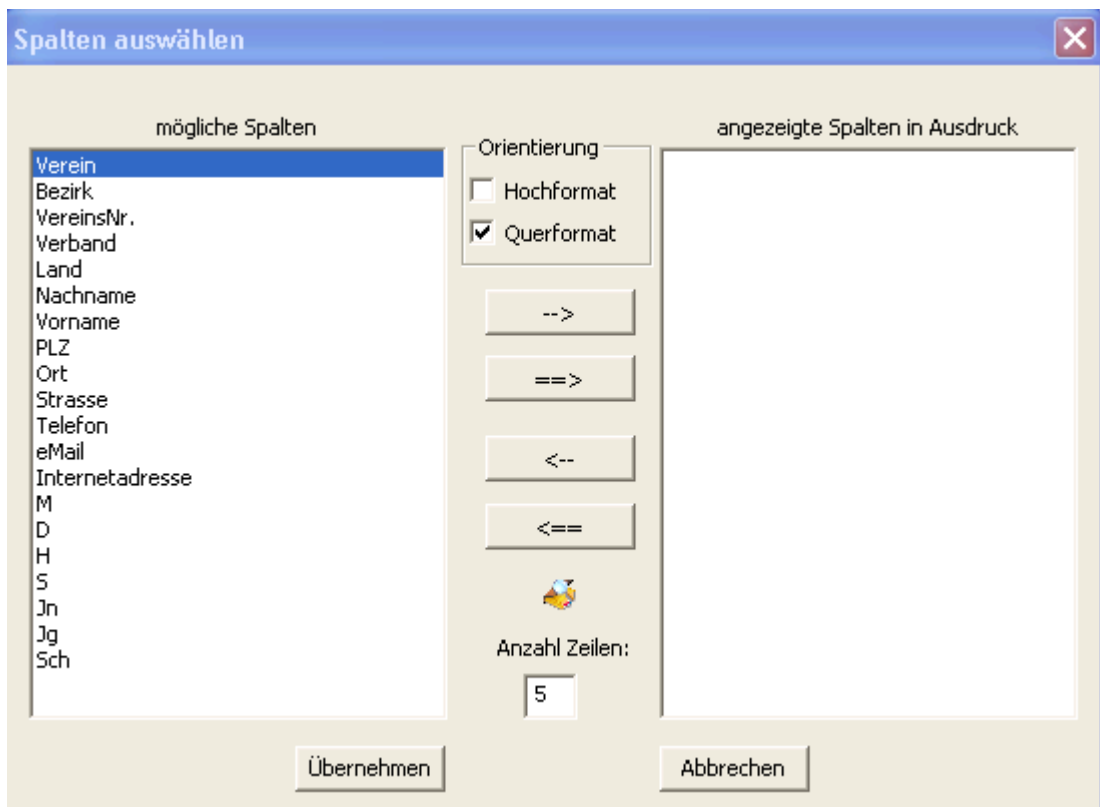 Spalten auswählen
mögliche Spalten
Verein
Bezirk
VereinsNr.
Verband
Land
Nachname
Vorname
PLZ
Ort
Strasse
Telefon
eMail
Internetadresse
M
D
H
S
Jn
Jg
Sch
Orientierung
Hochformat
Querformat
-->
==>
<--
<==
Anzahl Zeilen:
5
angezeigte Spalten in Ausdruck
Übernehmen
Abbrechen